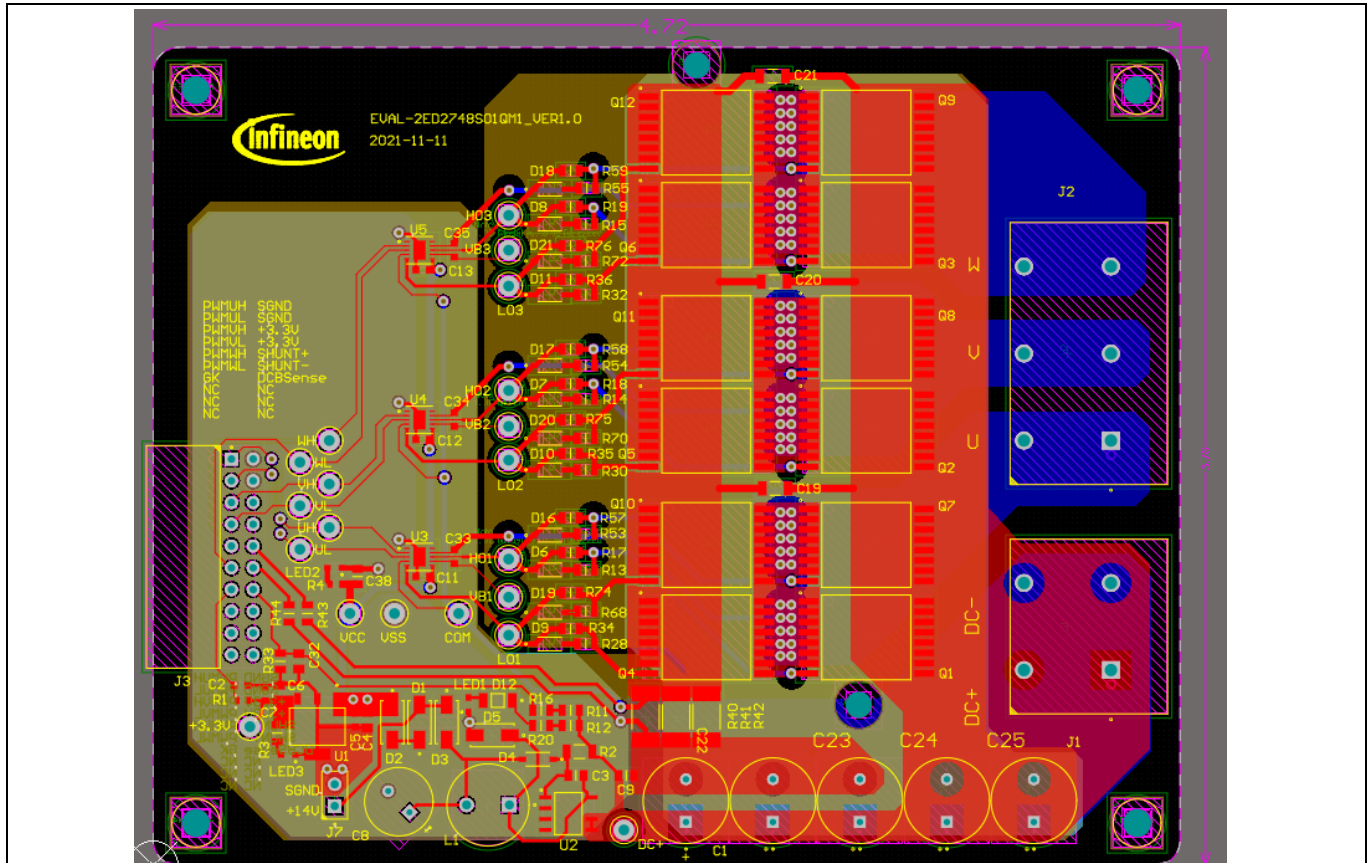 4.72
C21
Q12
Q9
infineon
EVAL-2ED2748S01QM1_VER1.0
2021-11-11
D18
R59
R55
J2
D8
R19
HO3
R15
U5
C35
VB3
D21
R76
Q6
R72
C13
Q3
W
D11
R36
C20
R32
LO3
PWMUH SGND
PWMUL SGND
PWMVH +3.3V
PWMVL +3.3V
PWMWH SHUNT+
PWMWL SHUNT-
GK DCBSense
NC NC
NC NC
NC NC
Q11
Q8
D17
R58
V
R54
D7
R18
HO2
R14
U4
C34
VB2
D20
R75
C12
R70
U
WH
D10
R35
Q5
WL
R30
Q2
VH
LO2
C19
VL
Q10
Q7
UH
D16
R57
U3
C33
R53
UL
HO1
D6
R17
LED2
C38
R13
R4
C11
D19
R74
VB1
R44
R43
R68
VCC
VSS
COM
D9
R34
DC-
R28
R33
C32
LO1
Q4
Q1
J3
C2
C6
D1
LED1
D12
R1
R16
R11
R40
R41
R42
DC+
C7
+3.3V
D5
R12
R3
C5
C4
R20
R2
C22
C23
C24
C25
J1
U1
D2
D3
D4
LED3
C3
C9
SGND
+14V
J7
C8
L1
U2
DC+
C1
+